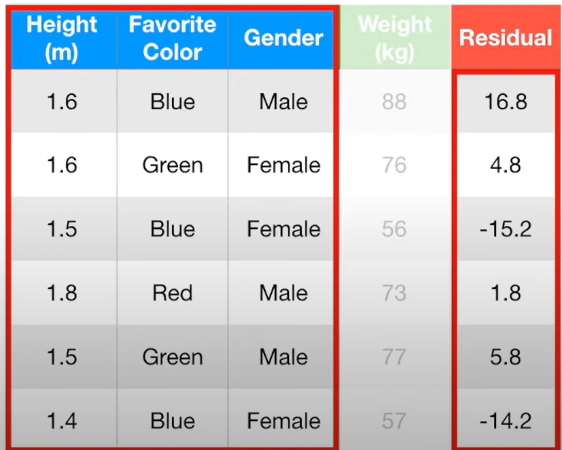 Height (m) Favorite Color Gender Weight (kg) Residual
1.6 Blue Male 88 16.8
1.6 Green Female 76 4.8
1.5 Blue Female 56 -15.2
1.8 Red Male 73 1.8
1.5 Green Male 77 5.8
1.4 Blue Female 57 -14.2